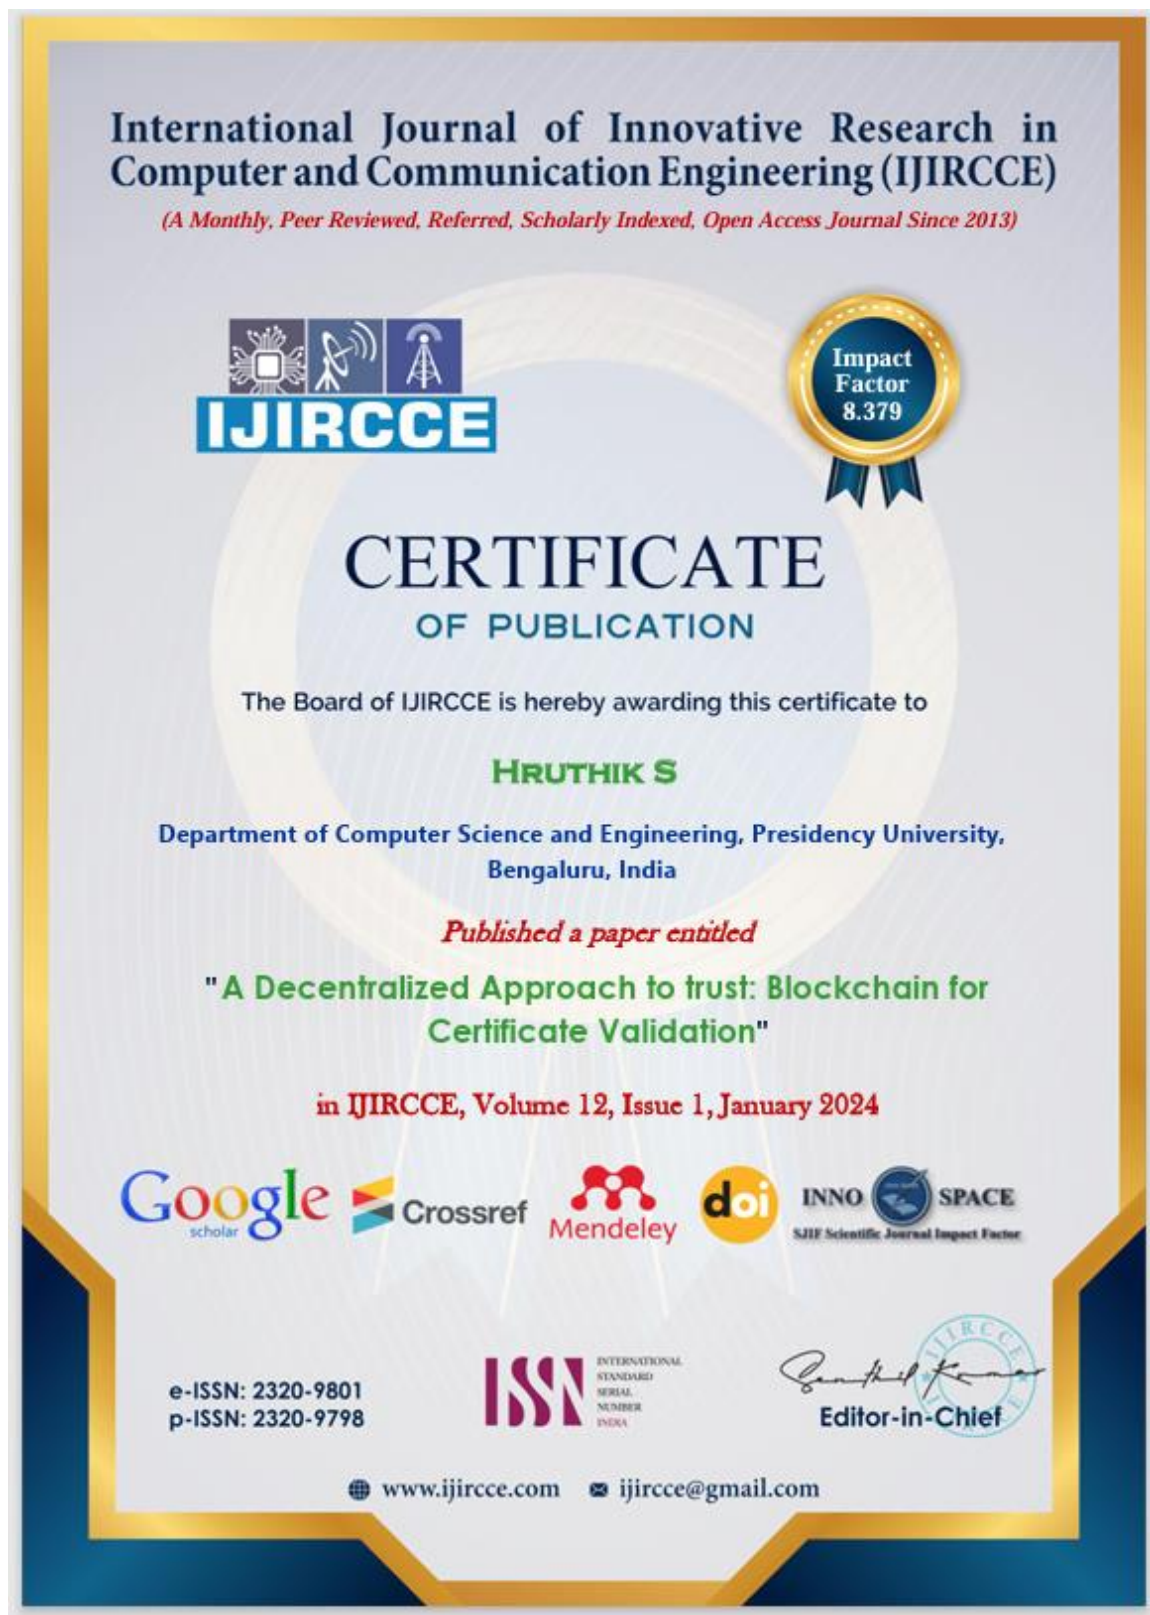 International Journal of Innovative Research in
Computer and Communication Engineering (IJIRCCE)
(A Monthly, Peer Reviewed, Referred, Scholarly Indexed, Open Access Journal Since 2013)
IJIRCCE
Impact
Factor
8.379
CERTIFICATE
OF PUBLICATION
The Board of IJIRCCE is hereby awarding this certificate to
HRUTHIK S
Department of Computer Science and Engineering, Presidency University,
Bengaluru, India
Published a paper entitled
"A Decentralized Approach to trust: Blockchain for
Certificate Validation"
in IJIRCCE, Volume 12, Issue 1, January 2024
Google
scholar
Crossref
Mendeley
doi
INNO SPACE
SJIF Scientific Journal Impact Factor
e-ISSN: 2320-9801
p-ISSN: 2320-9798
ISSN
INTERNATIONAL
STANDARD
SERIAL
NUMBER
INDIA
IJIRCCE
Senthil Kumar
Editor-in-Chief
www.ijircce.com ijircce@gmail.com